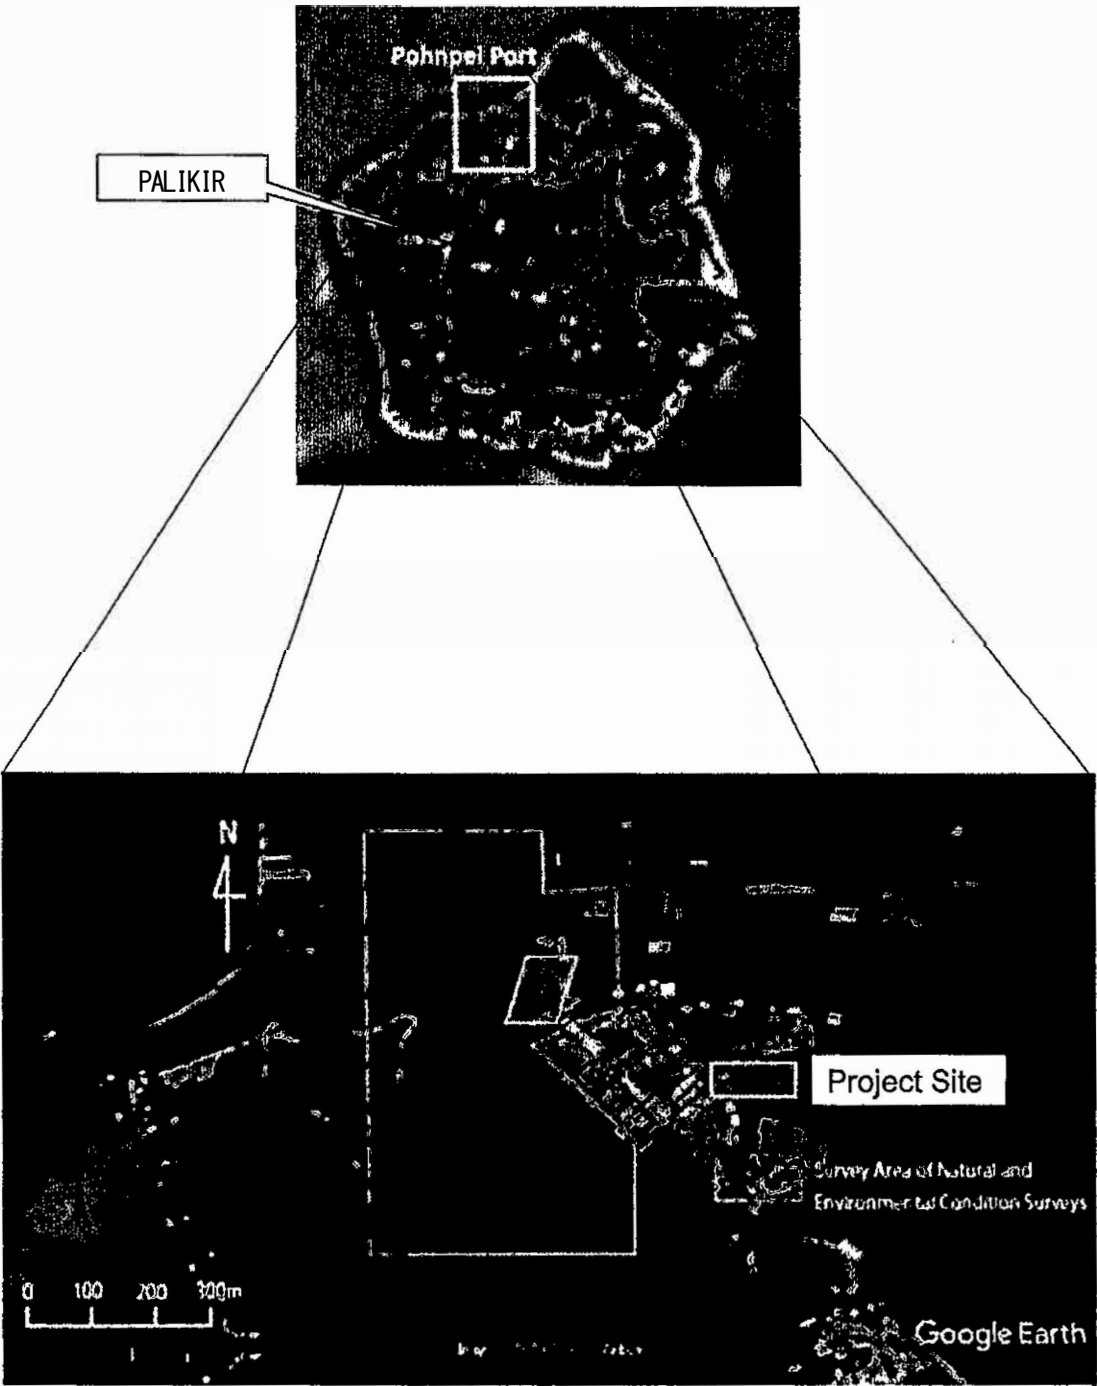 Pohnpei Port
PALIKIR
N
Project Site
Survey Area of Natural and
Environmental Condition Surveys
0 100 200 300m
Google Earth